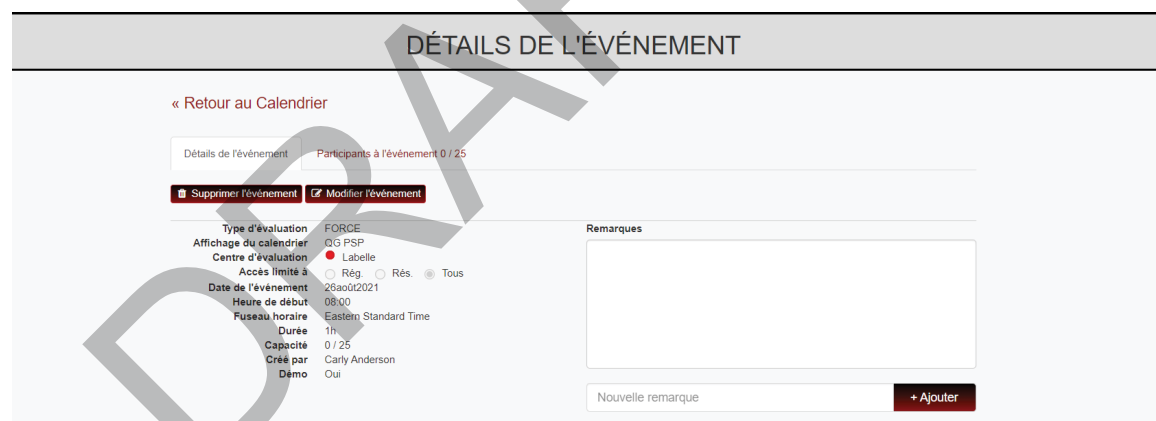 DÉTAILS DE L'ÉVÉNEMENT
« Retour au Calendrier
Détails de l'événement Participants à l'événement 0 / 25
Supprimer l'événement Modifier l'événement
Type d'évaluation FORCE
Remarques
Affichage du calendrier QG PSP
Centre d'évaluation Labelle
Accès limité à Rég. Rés. Tous
Date de l'événement 26août2021
Heure de début 08:00
Fuseau horaire Eastern Standard Time
Durée 1h
Capacité 0 / 25
Créé par Carly Anderson
Démo Oui
Nouvelle remarque + Ajouter